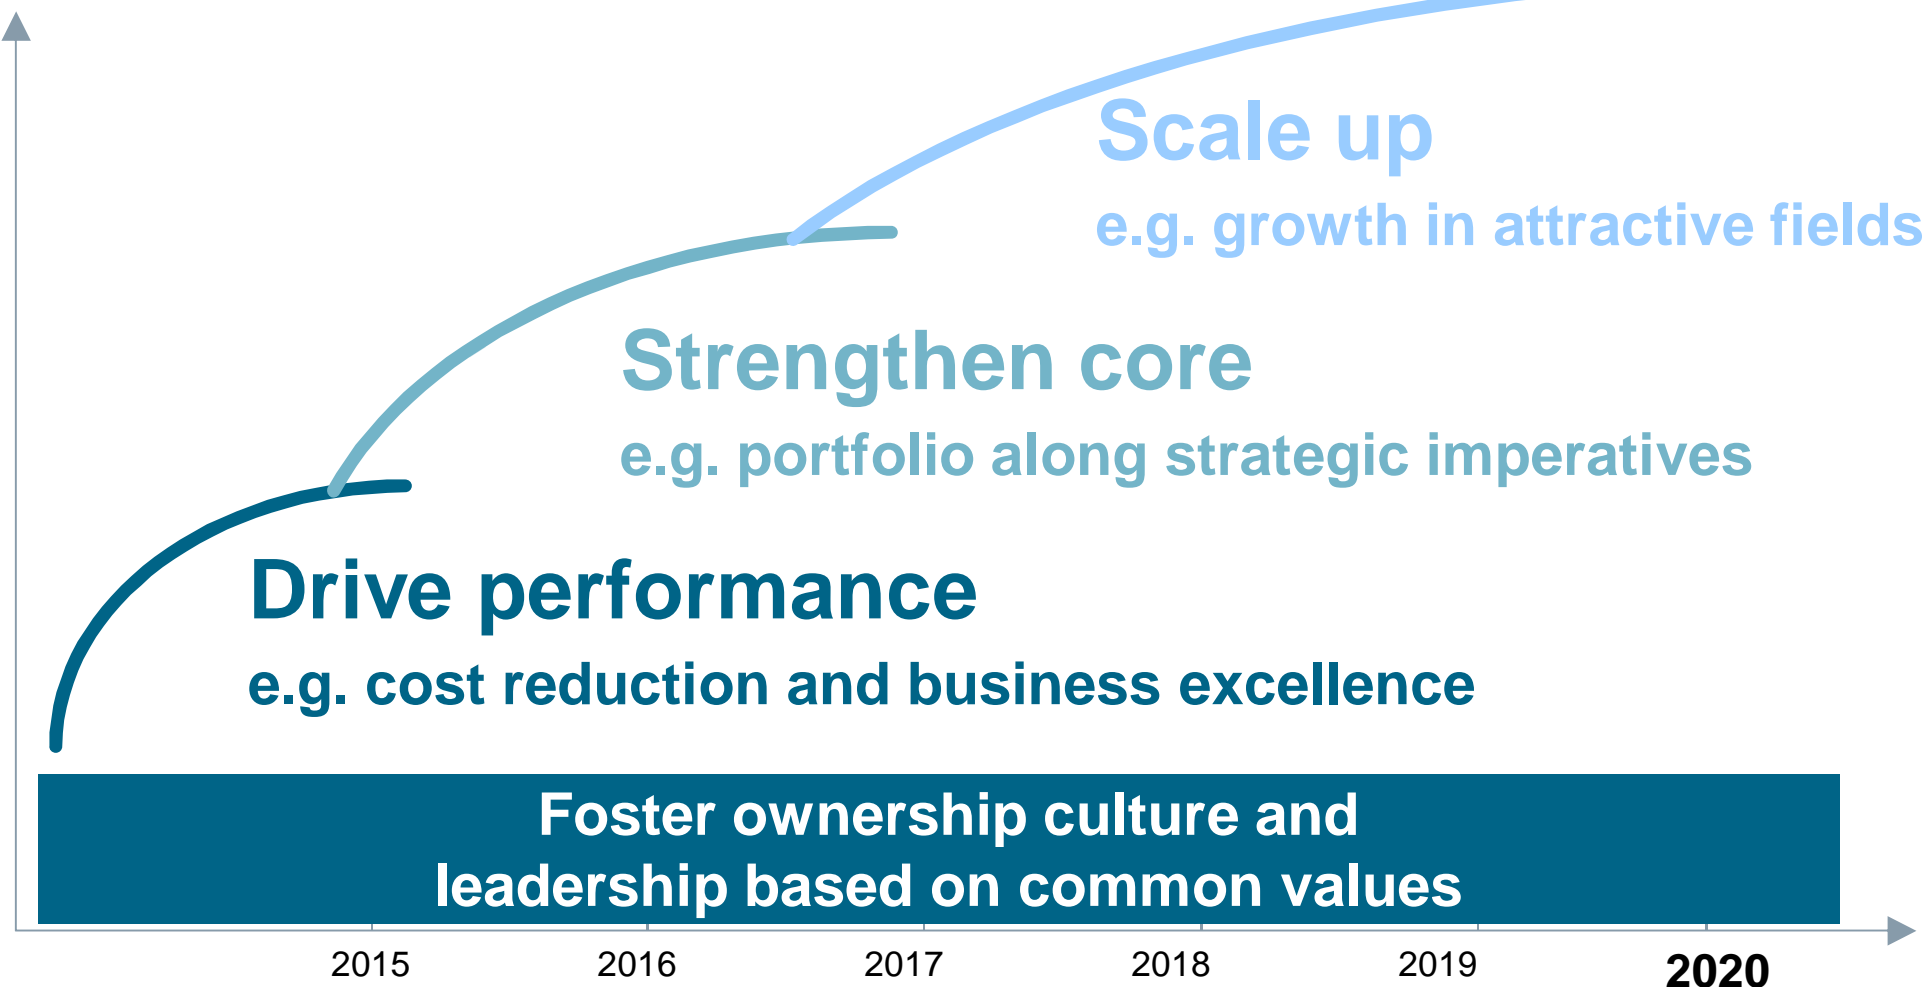 Scale up
e.g. growth in attractive fields
Strengthen core
e.g. portfolio along strategic imperatives
Drive performance
e.g. cost reduction and business excellence
Foster ownership culture and
leadership based on common values
2015 2016 2017 2018 2019 2020